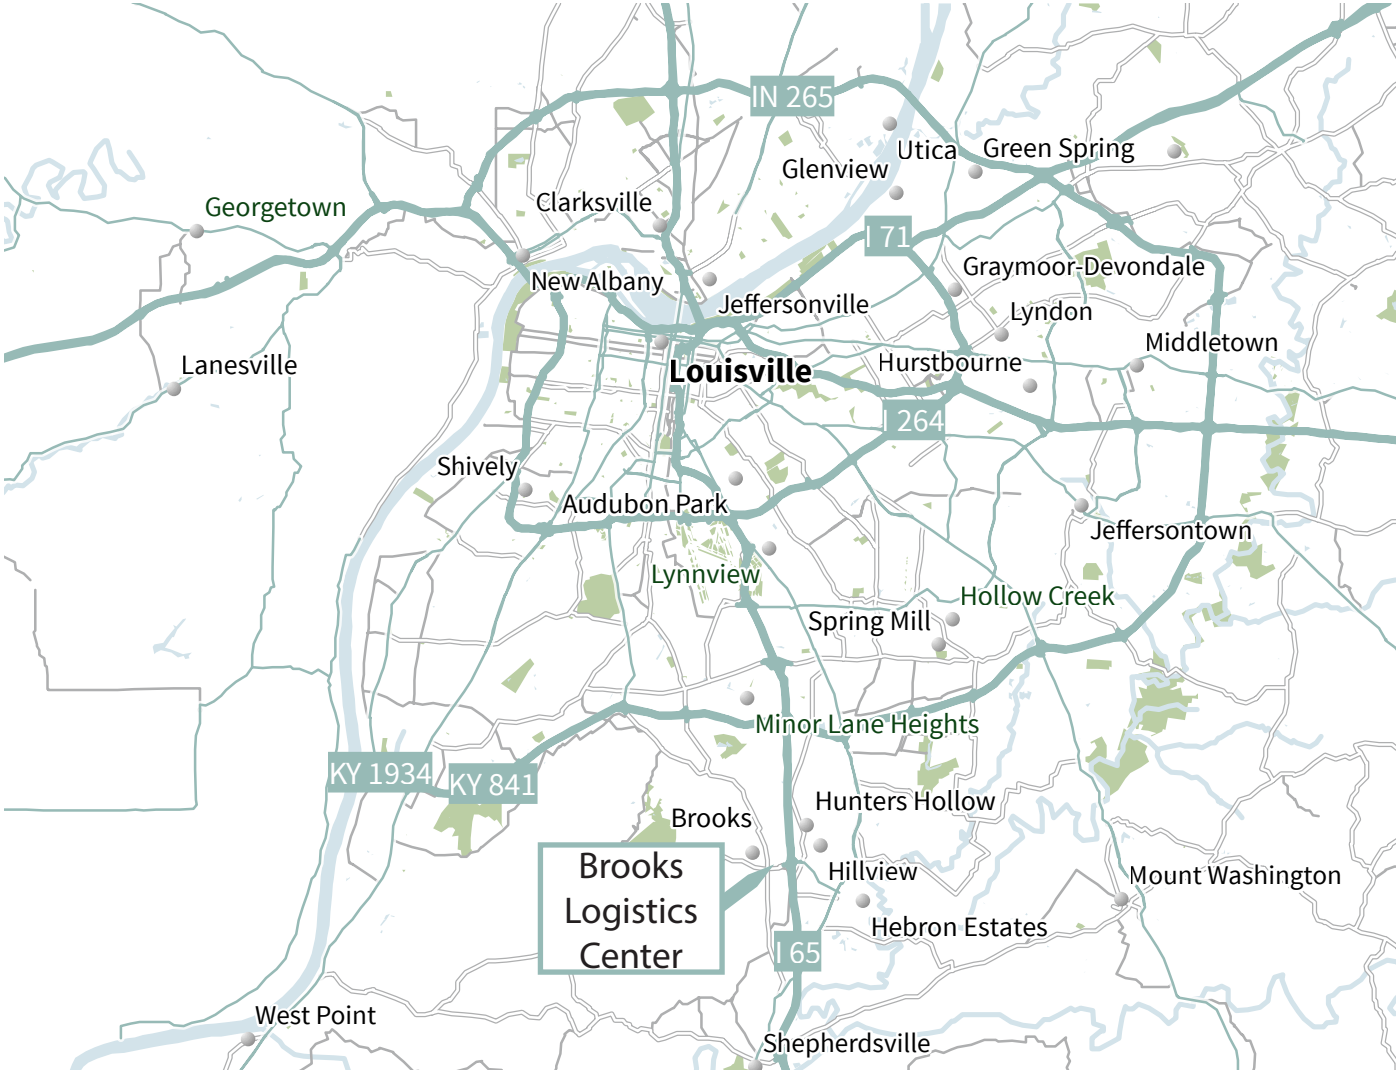 IN 265
Utica
Green Spring
Glenview
Clarksville
Georgetown
I 71
Graymoor-Devondale
New Albany
Jeffersonville
Lyndon
Middletown
Lanesville
Hurstbourne
Louisville
I 264
Shively
Audubon Park
Jeffersontown
Lynnview
Hollow Creek
Spring Mill
Minor Lane Heights
KY 1934
KY 841
Hunters Hollow
Brooks
Brooks
Logistics
Center
Hillview
Mount Washington
Hebron Estates
I 65
West Point
Shepherdsville